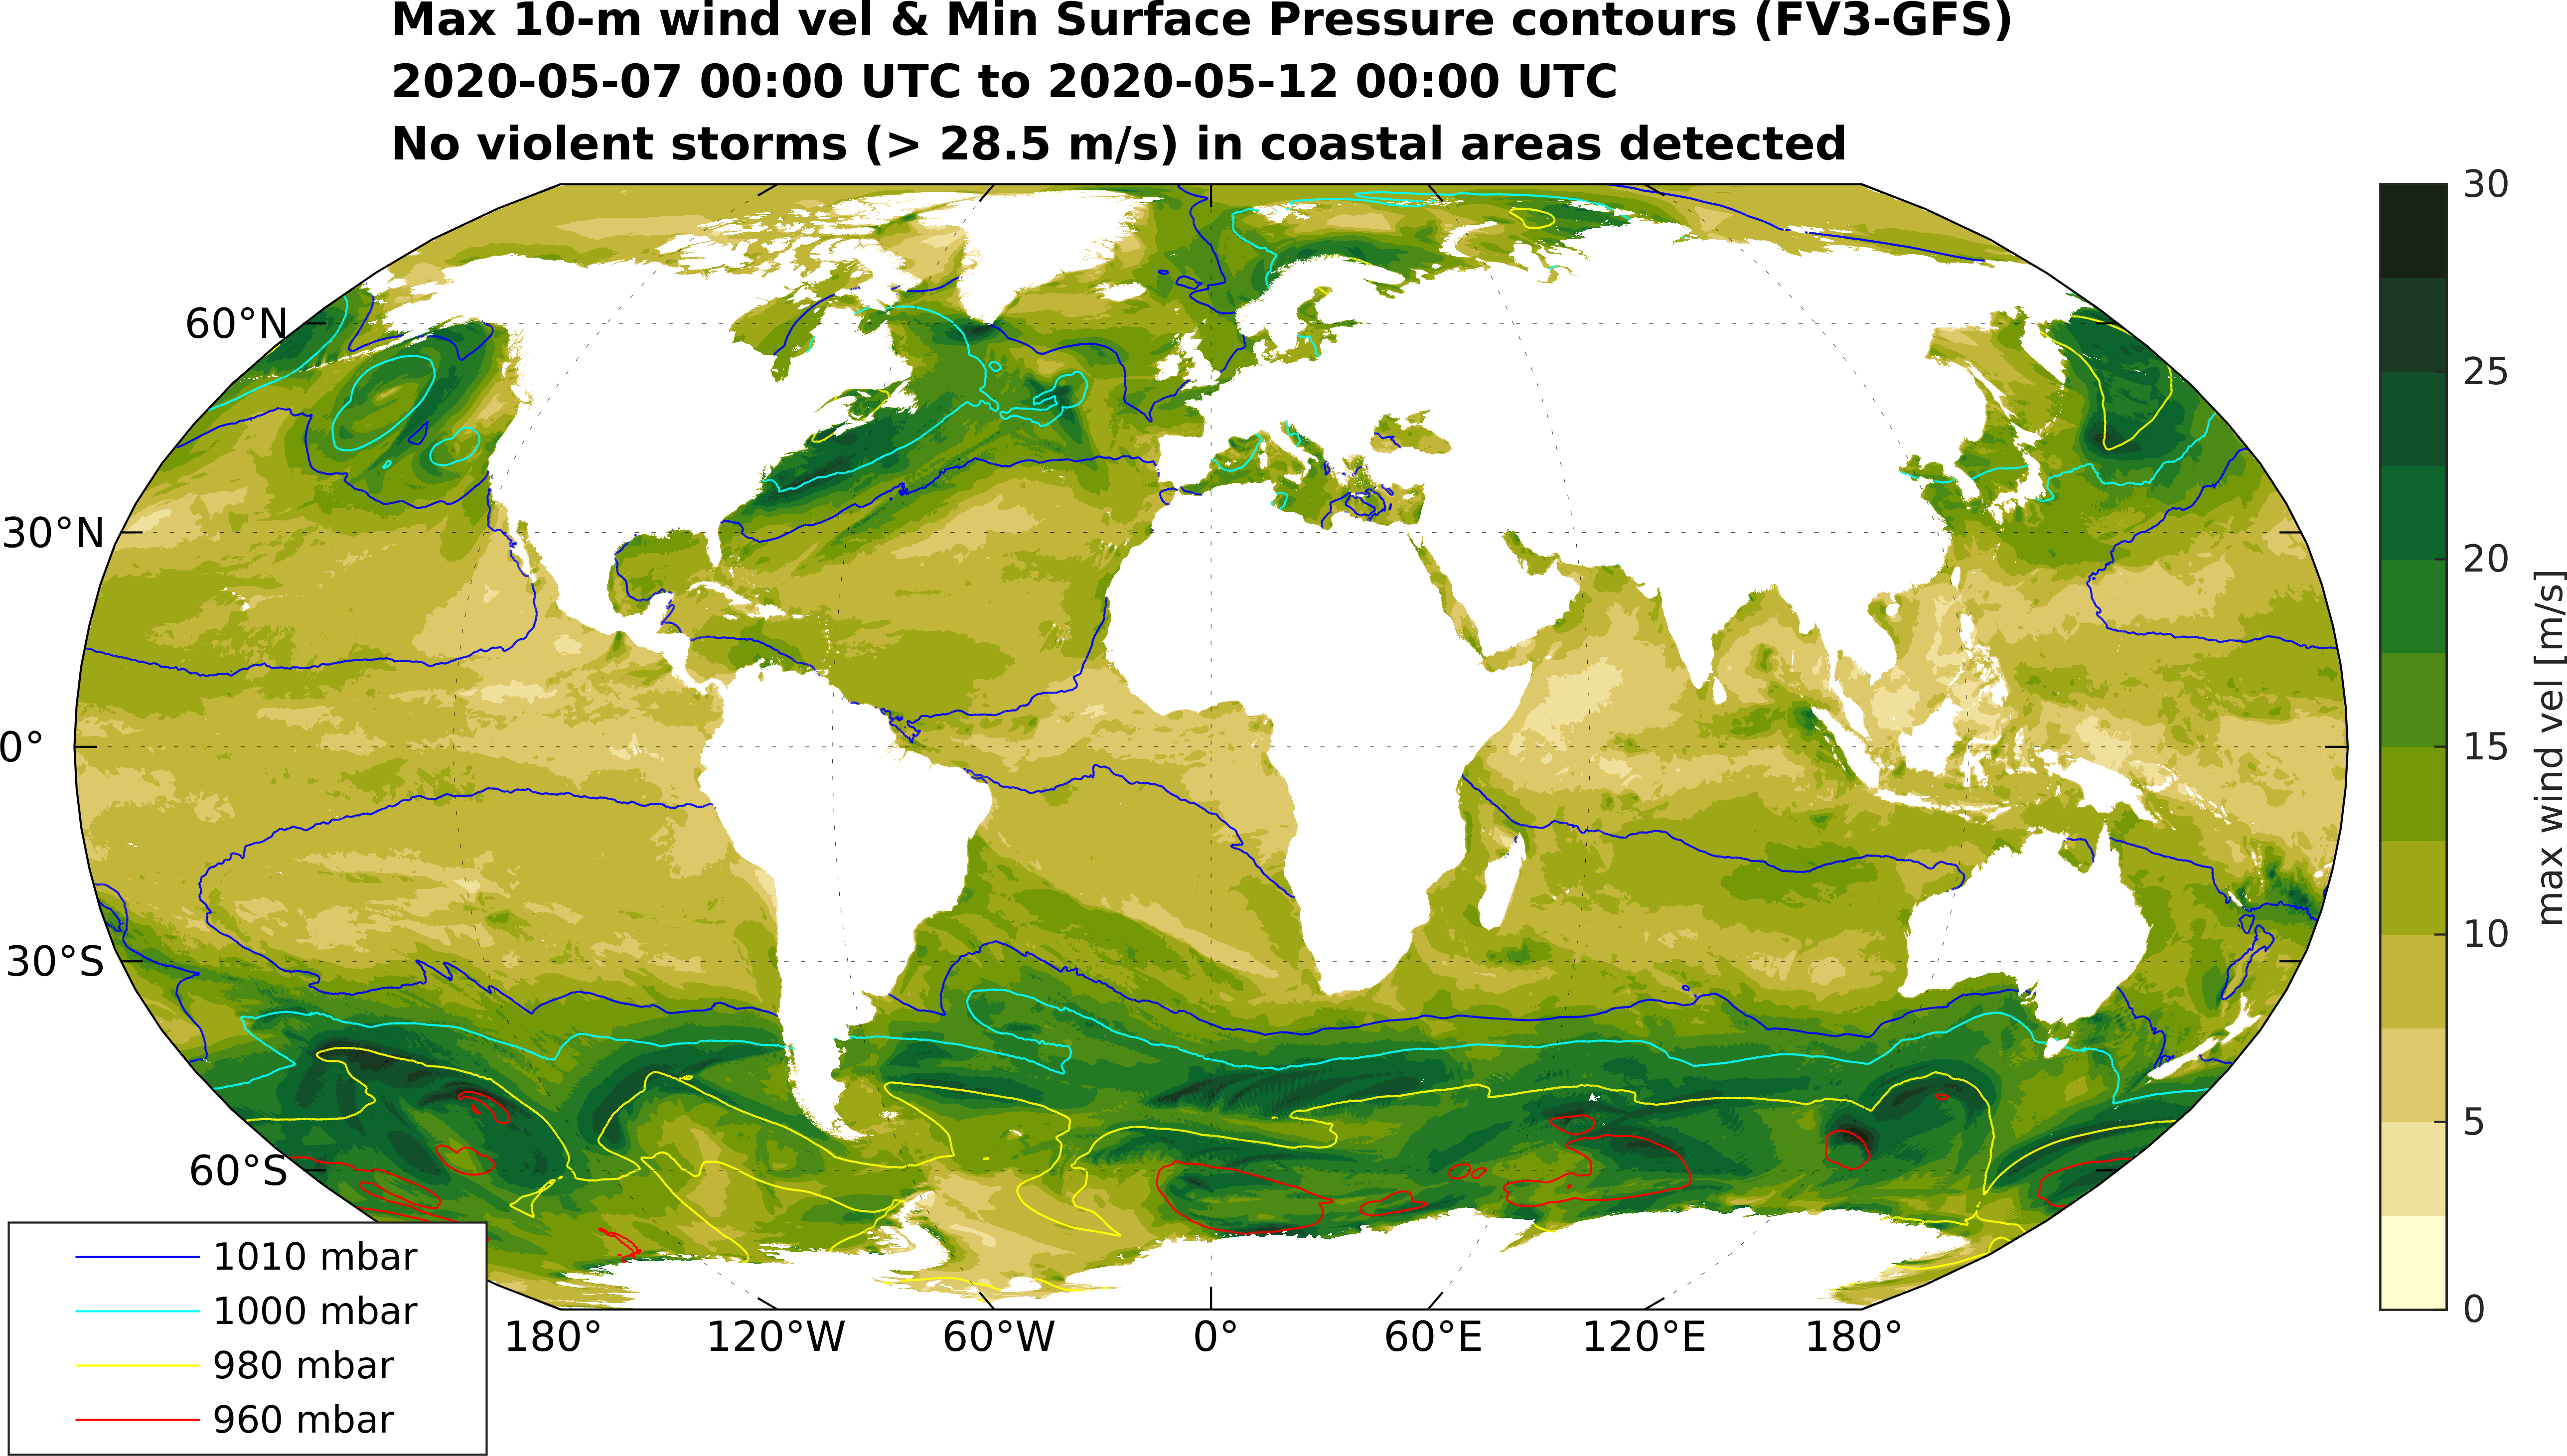 Max 10-m wind vel & Min Surface Pressure contours (FV3-GFS)
2020-05-07 00:00 UTC to 2020-05-12 00:00 UTC
No violent storms (> 28.5 m/s) in coastal areas detected
60°N
30°N
0°
30°S
60°S
180°
120°W
60°W
0°
60°E
120°E
180°
1010 mbar
1000 mbar
980 mbar
960 mbar
30
25
20
15
10
5
0
max wind vel [m/s]